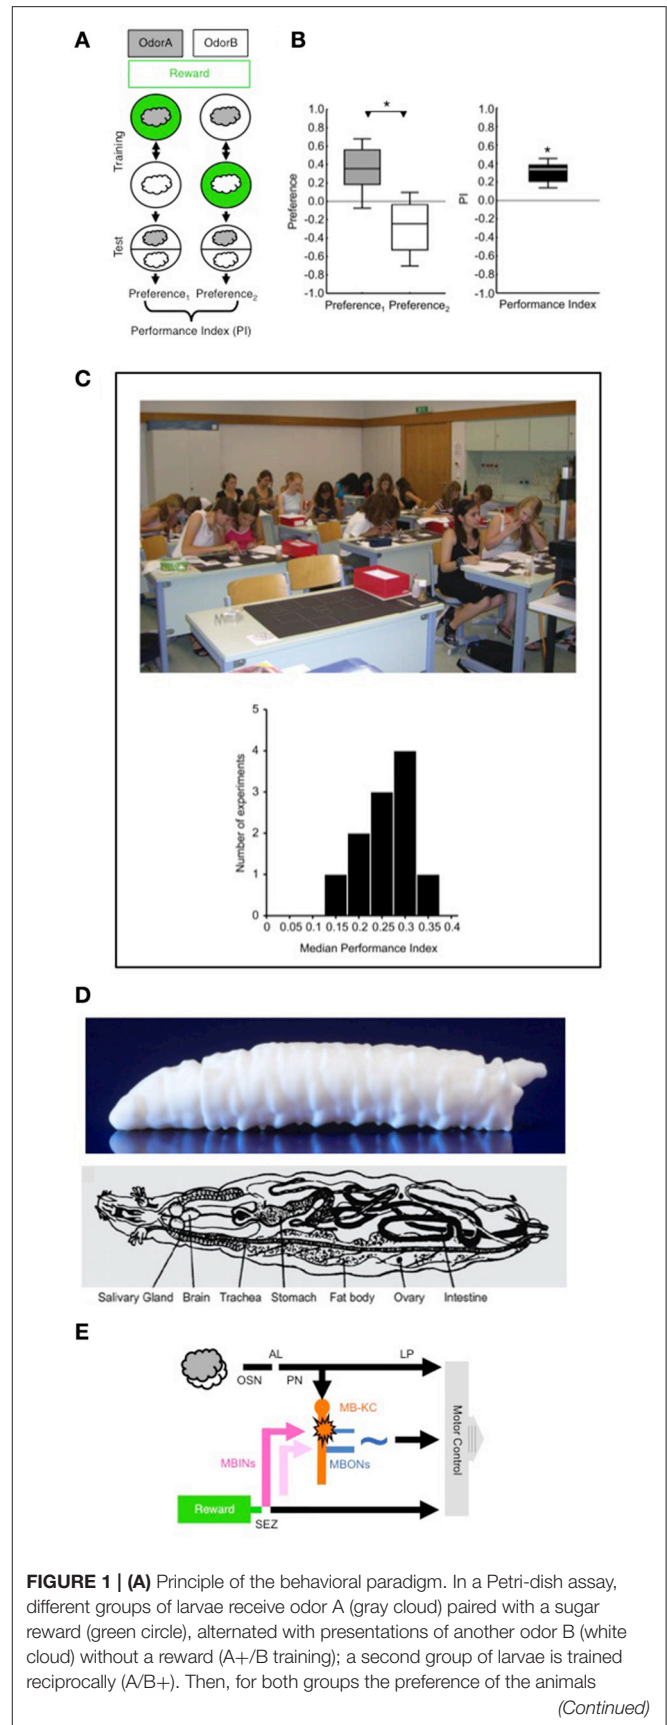 A
OdorA OdorB
Reward
Training
Test
Preference1 Preference2
Performance Index (PI)
B
1.0
0.8
0.6
0.4
0.2
0.0
-0.2
-0.4
-0.6
-0.8
-1.0
Preference
*
Preference1 Preference2
1.0
0.8
0.6
0.4
0.2
0.0
-0.2
-0.4
-0.6
-0.8
-1.0
PI
*
Performance Index
C
5
4
3
2
1
0
Number of experiments
0 0.05 0.1 0.15 0.2 0.25 0.3 0.35 0.4
Median Performance Index
D
Salivary Gland Brain Trachea Stomach Fat body Ovary Intestine
E
AL LP
OSN PN
MB-KC
MBINs MBONs
Motor Control
Reward
SEZ
FIGURE 1 | (A) Principle of the behavioral paradigm. In a Petri-dish assay,
different groups of larvae receive odor A (gray cloud) paired with a sugar
reward (green circle), alternated with presentations of another odor B (white
cloud) without a reward (A+/B training); a second group of larvae is trained
reciprocally (A/B+). Then, for both groups the preference of the animals
(Continued)